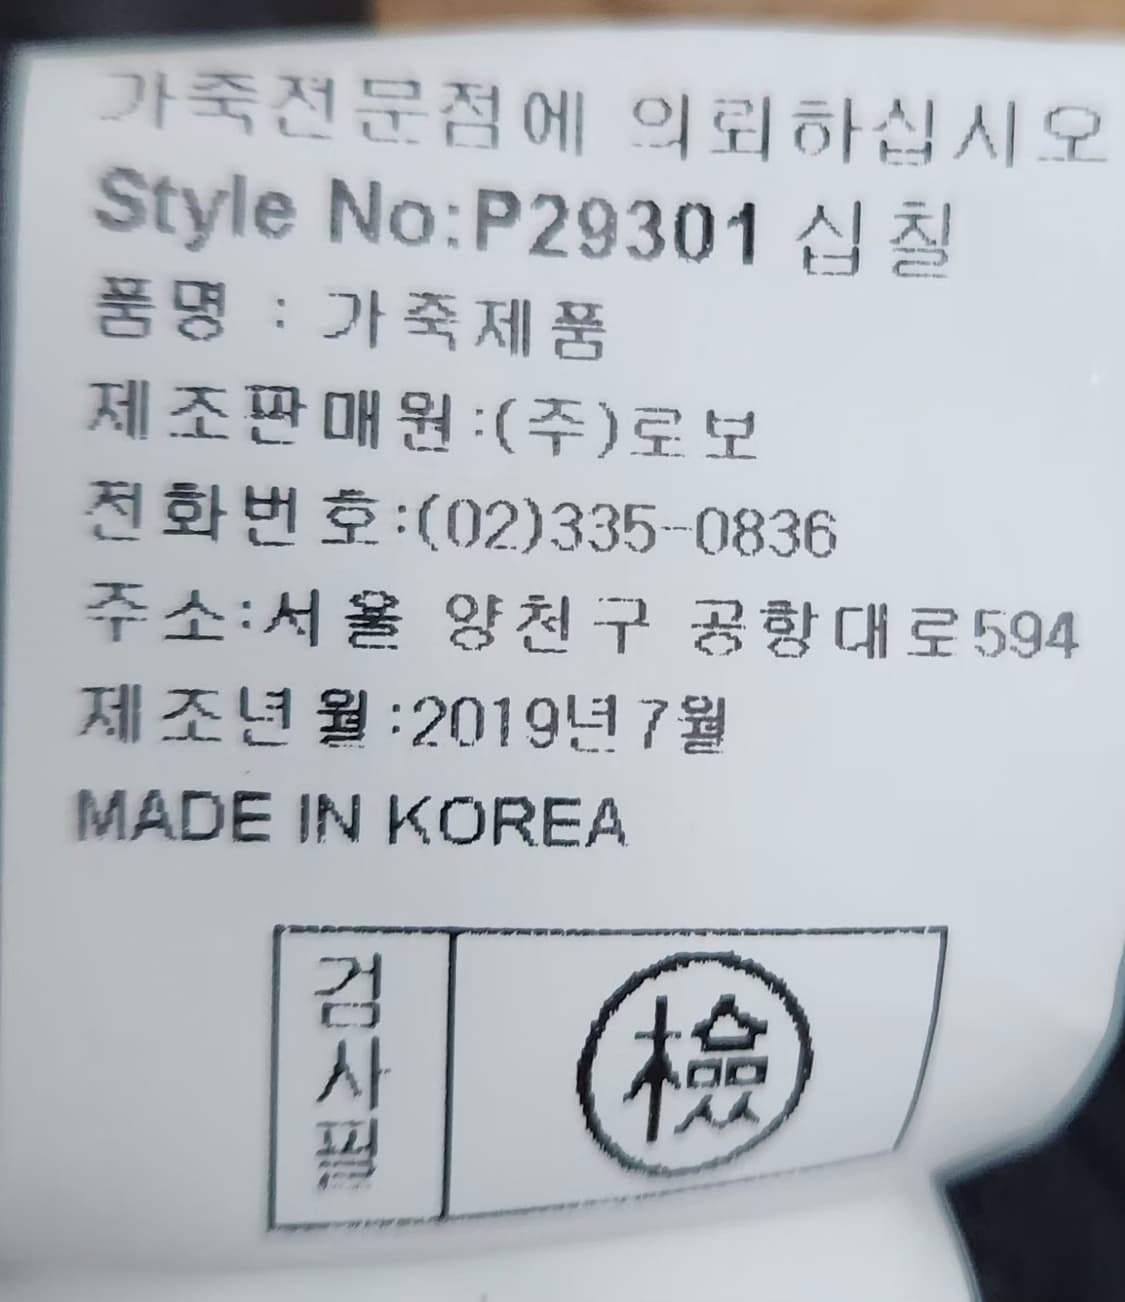 가죽전문점에 의뢰하십시오
Style No:P29301 십칠
품명 : 가죽제품
제조판매원:(주)로보
전화번호:(02)335-0836
주소:서울 양천구 공항대로594
제조년월:2019년7월
MADE IN KOREA
검사필
檢